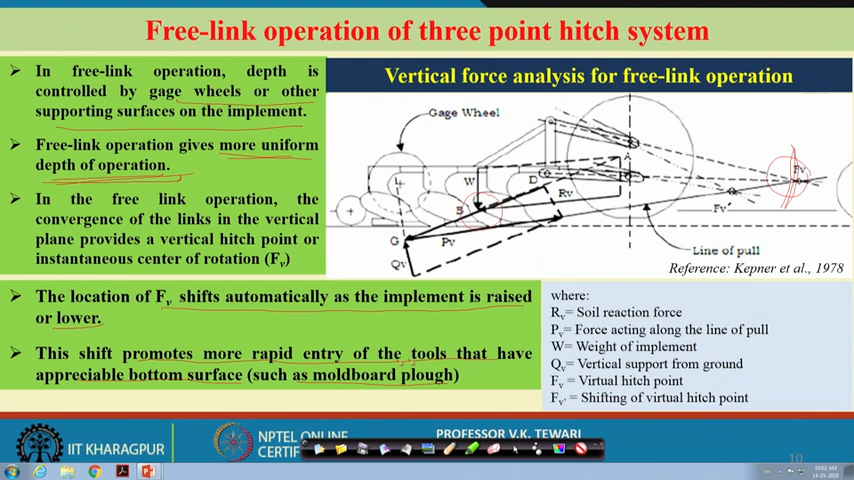 Free-link operation of three point hitch system
➢ In free-link operation, depth is
controlled by gage wheels or other
supporting surfaces on the implement.
➢ Free-link operation gives more uniform
depth of operation.
➢ In the free link operation, the
convergence of the links in the vertical
plane provides a vertical hitch point or
instantaneous center of rotation (Fv)
Vertical force analysis for free-link operation
Gage Wheel
A
Fv
W
D
L
Rv
B
Fv'
G
Pv
Line of pull
Qv
Reference: Kepner et al., 1978
➢ The location of Fv shifts automatically as the implement is raised
or lower.
➢ This shift promotes more rapid entry of the tools that have
appreciable bottom surface (such as moldboard plough)
where:
Rv= Soil reaction force
Pv= Force acting along the line of pull
W= Weight of implement
Qv= Vertical support from ground
Fv = Virtual hitch point
Fv' = Shifting of virtual hitch point
IIT KHARAGPUR
NPTEL ONLINE
CERTIF
PROFESSOR V.K. TEWARI
10
10:02 AM
14-05-2018